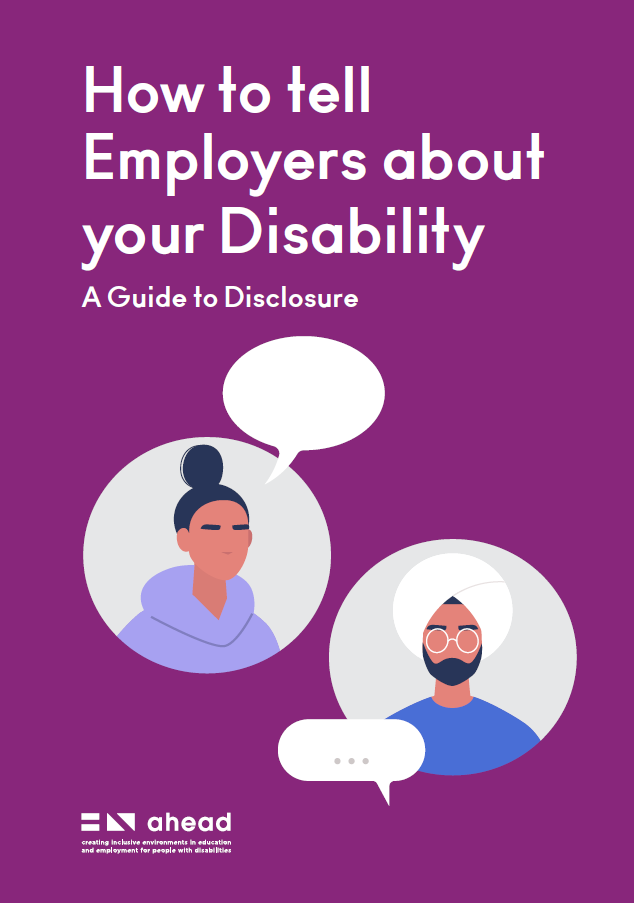 How to tell
Employers about
your Disability
A Guide to Disclosure
ahead
creating inclusive environments in education
and employment for people with disabilities